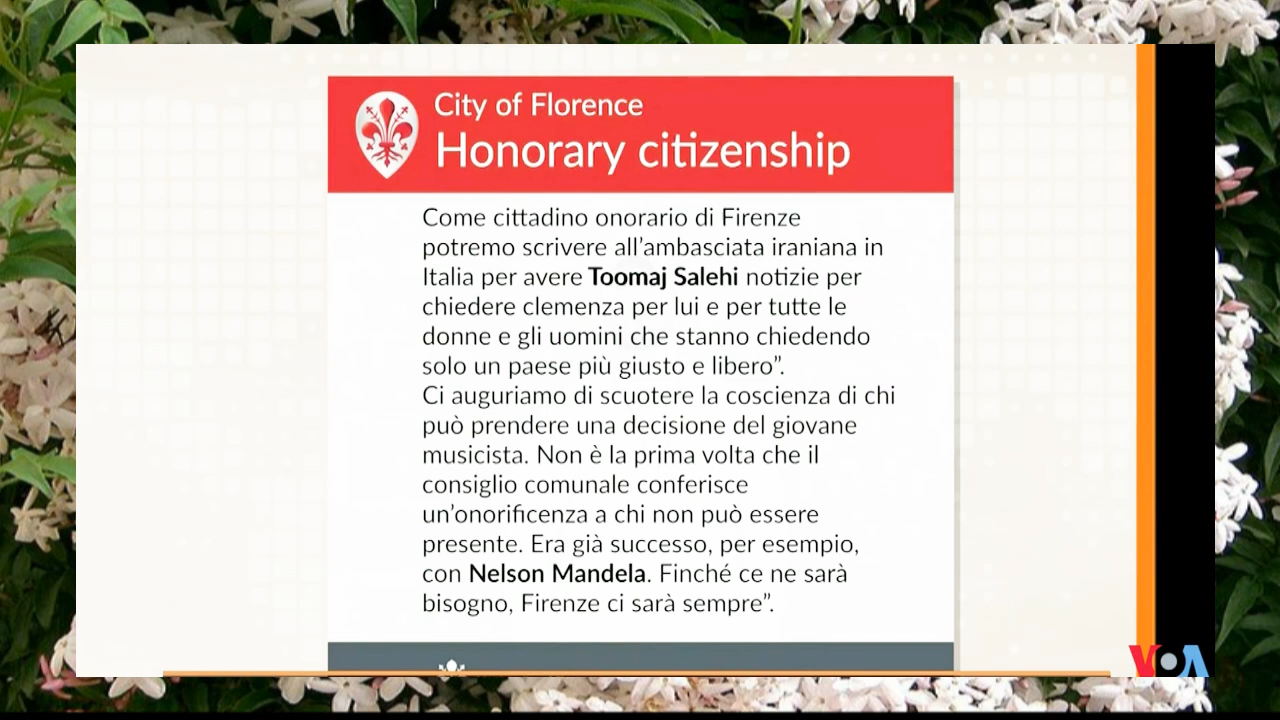 City of Florence
Honorary citizenship
Come cittadino onorario di Firenze
potremo scrivere all’ambasciata iraniana in
Italia per avere Toomaj Salehi notizie per
chiedere clemenza per lui e per tutte le
donne e gli uomini che stanno chiedendo
solo un paese più giusto e libero”.
Ci auguriamo di scuotere la coscienza di chi
può prendere una decisione del giovane
musicista. Non è la prima volta che il
consiglio comunale conferisce
un’onorificenza a chi non può essere
presente. Era già successo, per esempio,
con Nelson Mandela. Finché ce ne sarà
bisogno, Firenze ci sarà sempre”.
VOA